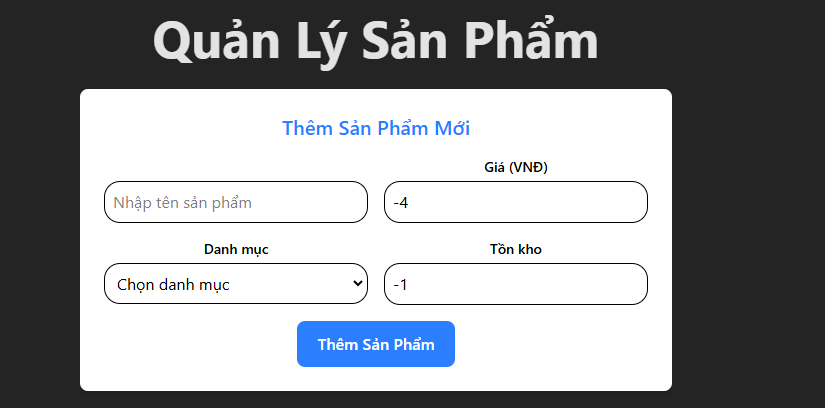 Quản Lý Sản Phẩm
Thêm Sản Phẩm Mới
Giá (VNĐ)
Nhập tên sản phẩm
-4
Danh mục
Tồn kho
Chọn danh mục
-1
Thêm Sản Phẩm